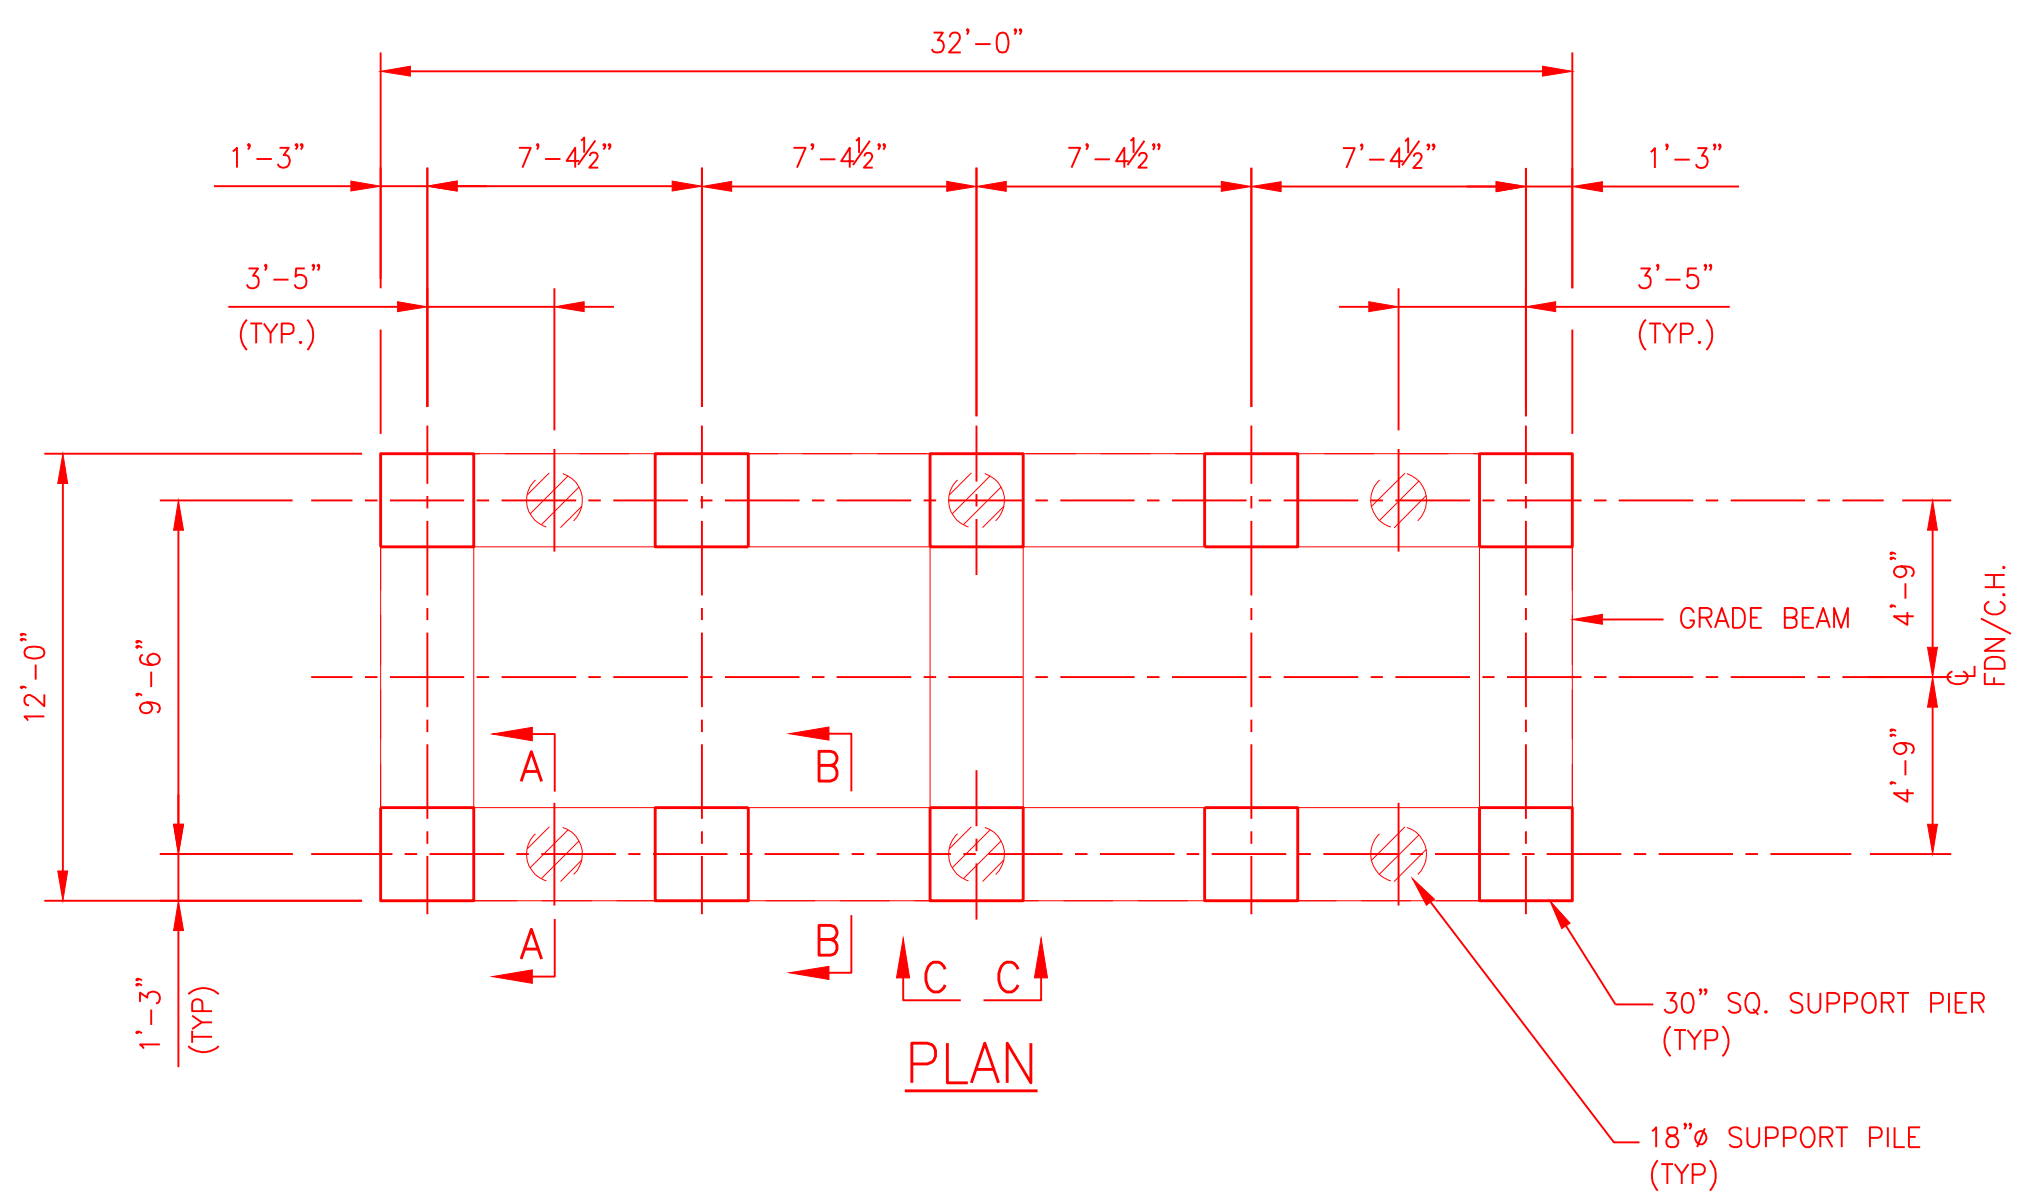 32'-0"
1'-3"
7'-4½"
7'-4½"
7'-4½"
7'-4½"
1'-3"
3'-5"
(TYP.)
3'-5"
(TYP.)
12'-0"
9'-6"
4'-9"
GRADE BEAM
℄
FDN/C.H.
4'-9"
A
B
A
B
C
C
1'-3"
(TYP)
30" SQ. SUPPORT PIER
(TYP)
PLAN
18"ø SUPPORT PILE
(TYP)